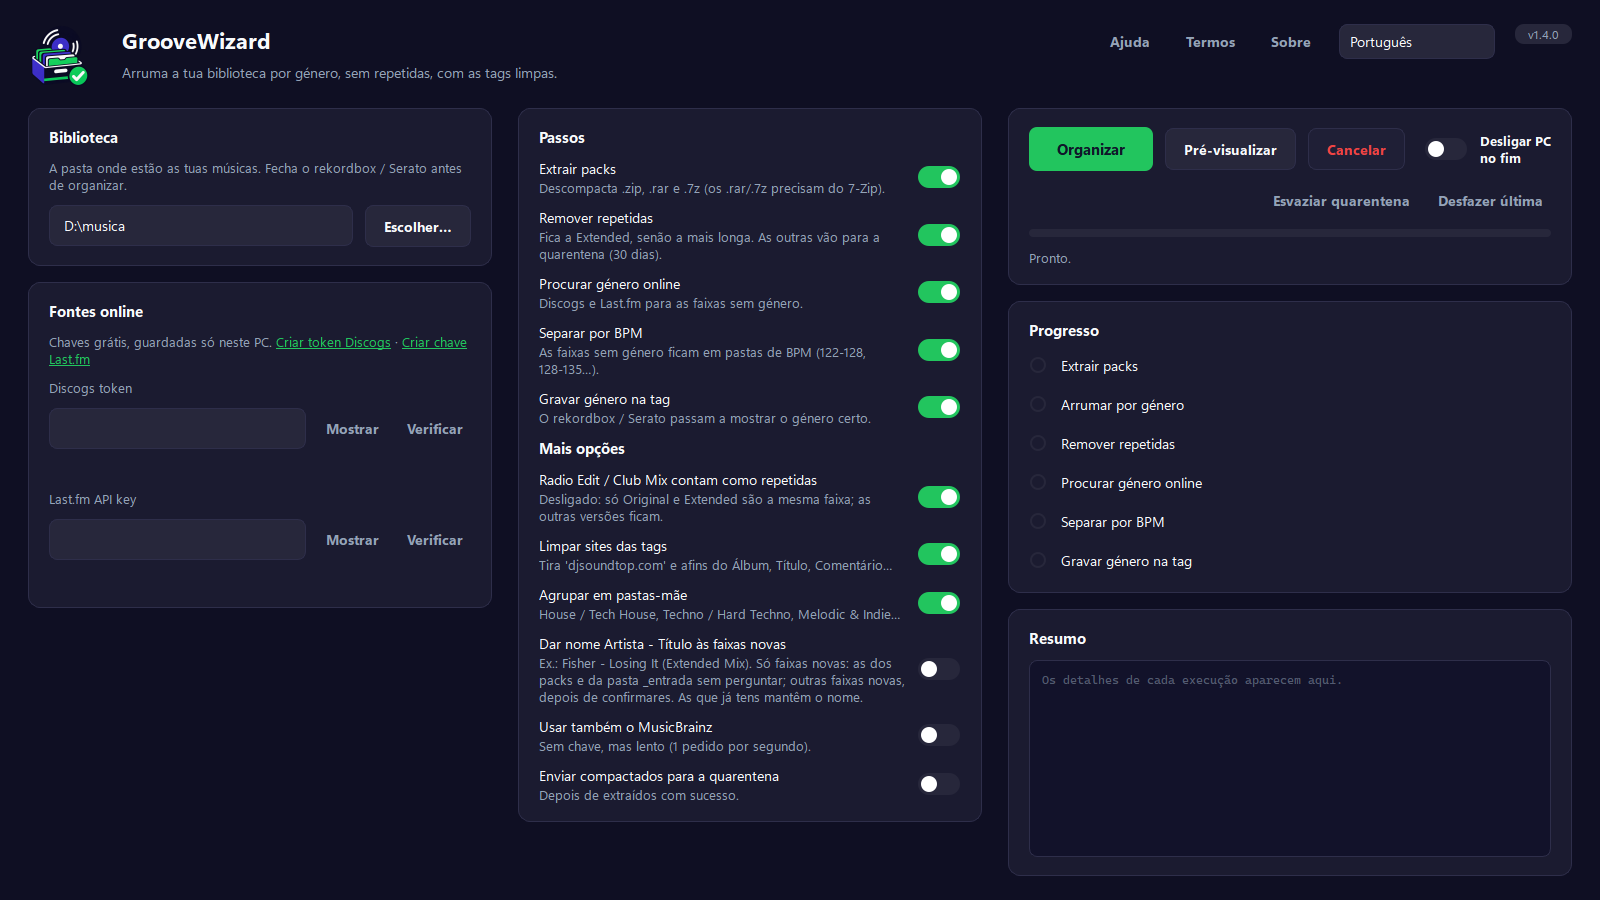 GrooveWizard
Arruma a tua biblioteca por género, sem repetidas, com as tags limpas.
Ajuda
Termos
Sobre
Português
v1.4.0
Biblioteca
A pasta onde estão as tuas músicas. Fecha o rekordbox / Serato antes
de organizar.
D:\musica
Escolher...
Fontes online
Chaves grátis, guardadas só neste PC. Criar token Discogs · Criar chave
Last.fm
Discogs token
Mostrar
Verificar
Last.fm API key
Mostrar
Verificar
Passos
Extrair packs
Descompacta .zip, .rar e .7z (os .rar/.7z precisam do 7-Zip).
Remover repetidas
Fica a Extended, senão a mais longa. As outras vão para a
quarentena (30 dias).
Procurar género online
Discogs e Last.fm para as faixas sem género.
Separar por BPM
As faixas sem género ficam em pastas de BPM (122-128,
128-135...).
Gravar género na tag
O rekordbox / Serato passam a mostrar o género certo.
Mais opções
Radio Edit / Club Mix contam como repetidas
Desligado: só Original e Extended são a mesma faixa; as
outras versões ficam.
Limpar sites das tags
Tira 'djsoundtop.com' e afins do Álbum, Título, Comentário...
Agrupar em pastas-mãe
House / Tech House, Techno / Hard Techno, Melodic & Indie...
Dar nome Artista - Título às faixas novas
Ex.: Fisher - Losing It (Extended Mix). Só faixas novas: as dos
packs e da pasta _entrada sem perguntar; outras faixas novas,
depois de confirmares. As que já tens mantêm o nome.
Usar também o MusicBrainz
Sem chave, mas lento (1 pedido por segundo).
Enviar compactados para a quarentena
Depois de extraídos com sucesso.
Organizar
Pré-visualizar
Cancelar
Desligar PC
no fim
Esvaziar quarentena
Desfazer última
Pronto.
Progresso
Extrair packs
Arrumar por género
Remover repetidas
Procurar género online
Separar por BPM
Gravar género na tag
Resumo
Os detalhes de cada execução aparecem aqui.